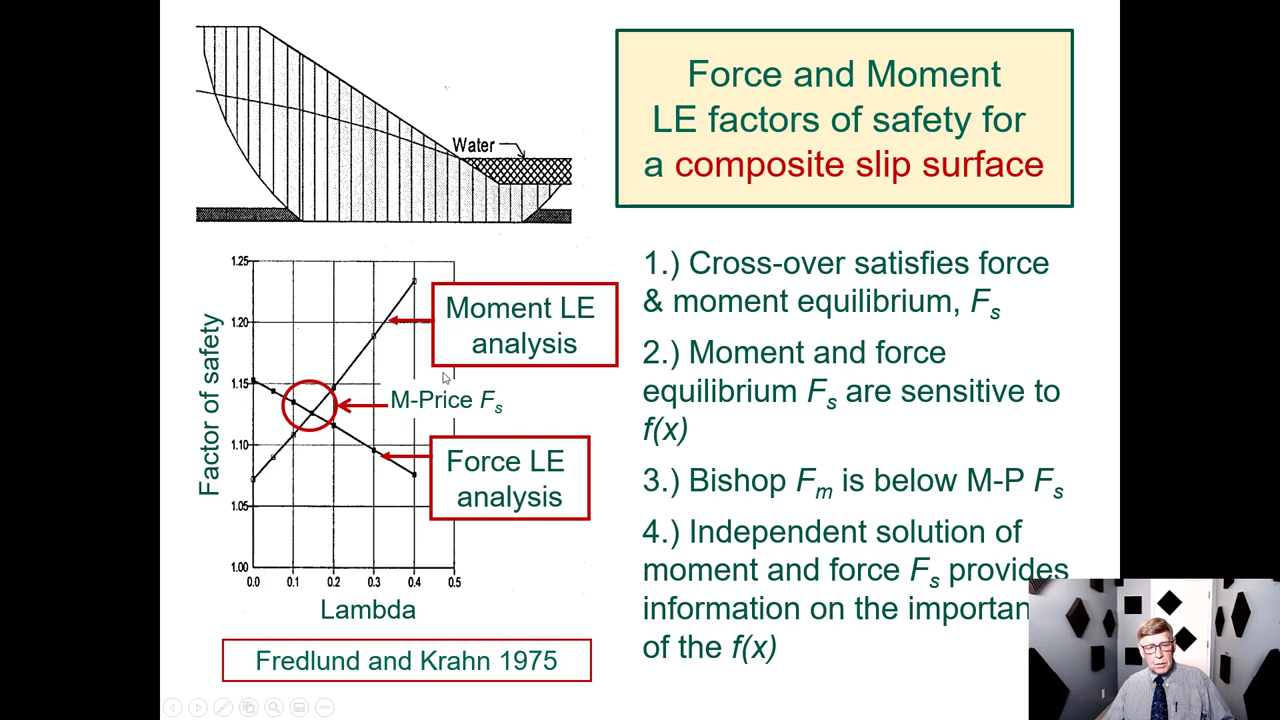 Water
Force and Moment
LE factors of safety for
a composite slip surface
1.25
1.20
1.15
1.10
1.05
1.00
0.0 0.1 0.2 0.3 0.4 0.5
Factor of safety
Lambda
Moment LE
analysis
M-Price Fs
Force LE
analysis
Fredlund and Krahn 1975
1.) Cross-over satisfies force
& moment equilibrium, Fs
2.) Moment and force
equilibrium Fs are sensitive to
f(x)
3.) Bishop Fm is below M-P Fs
4.) Independent solution of
moment and force Fs provides
information on the importan
of the f(x)